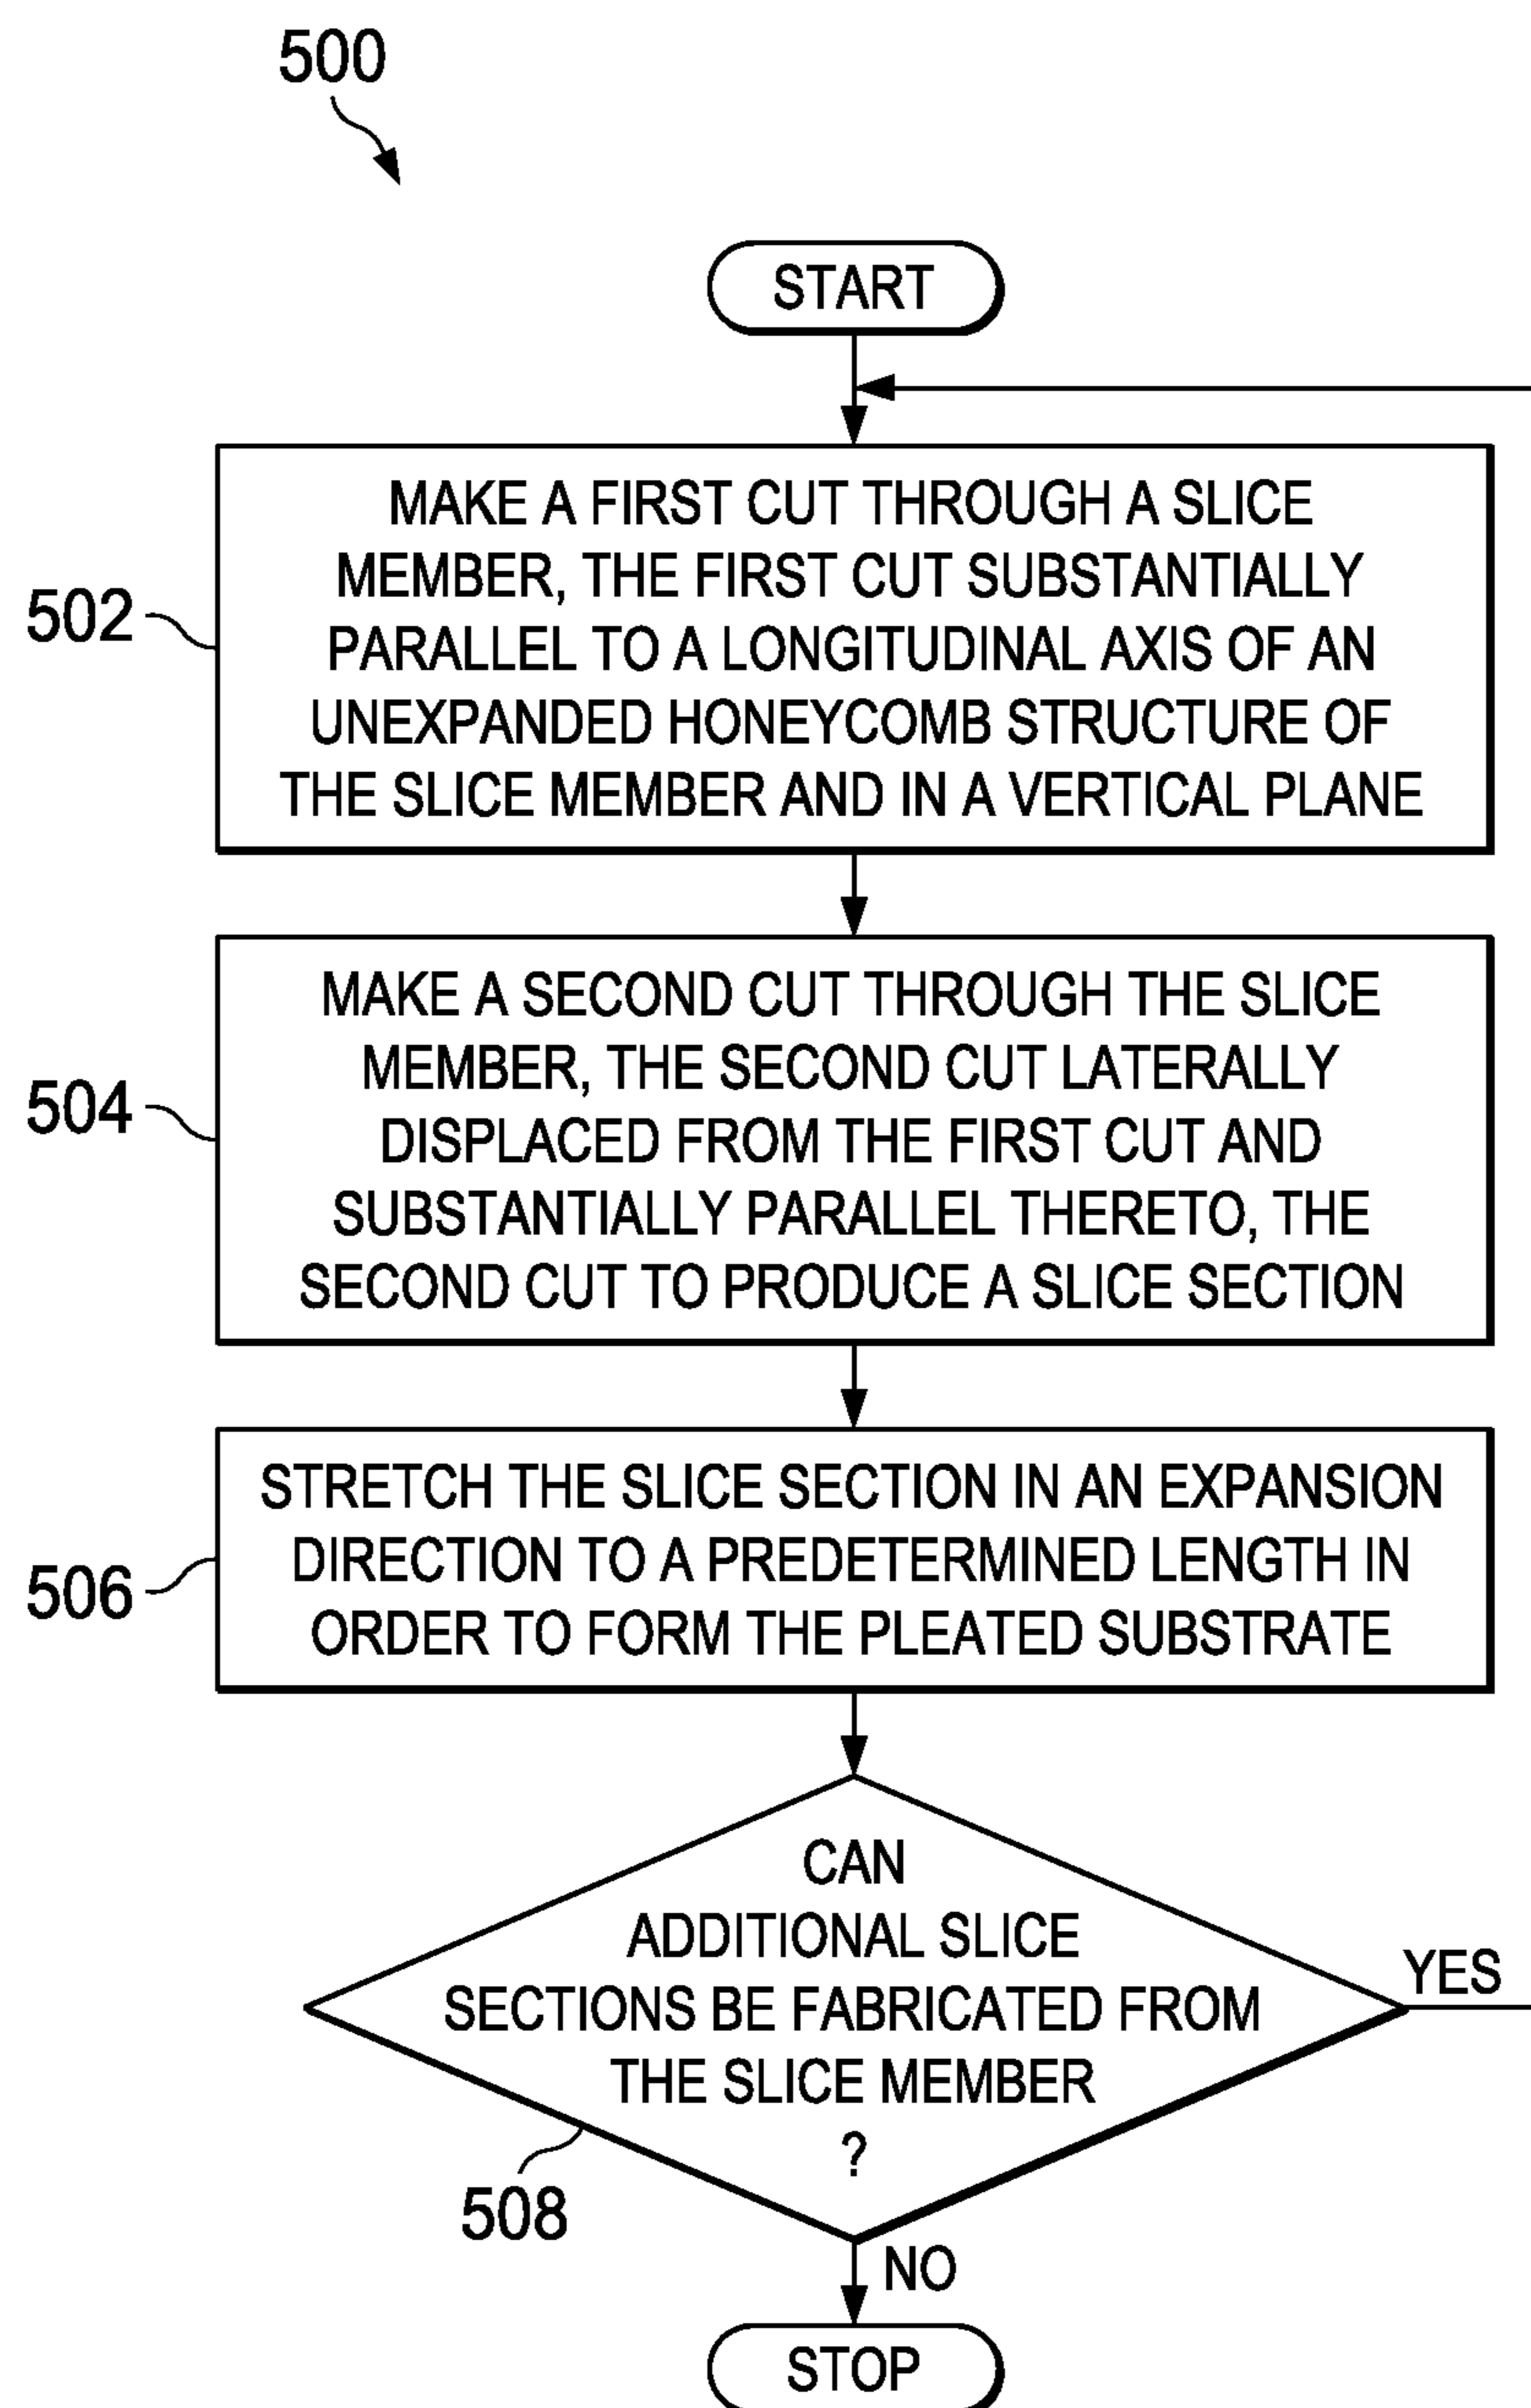 500
START
502
MAKE A FIRST CUT THROUGH A SLICE
MEMBER, THE FIRST CUT SUBSTANTIALLY
PARALLEL TO A LONGITUDINAL AXIS OF AN
UNEXPANDED HONEYCOMB STRUCTURE OF
THE SLICE MEMBER AND IN A VERTICAL PLANE
504
MAKE A SECOND CUT THROUGH THE SLICE
MEMBER, THE SECOND CUT LATERALLY
DISPLACED FROM THE FIRST CUT AND
SUBSTANTIALLY PARALLEL THERETO, THE
SECOND CUT TO PRODUCE A SLICE SECTION
506
STRETCH THE SLICE SECTION IN AN EXPANSION
DIRECTION TO A PREDETERMINED LENGTH IN
ORDER TO FORM THE PLEATED SUBSTRATE
CAN
ADDITIONAL SLICE
SECTIONS BE FABRICATED FROM
THE SLICE MEMBER
?
YES
508
NO
STOP